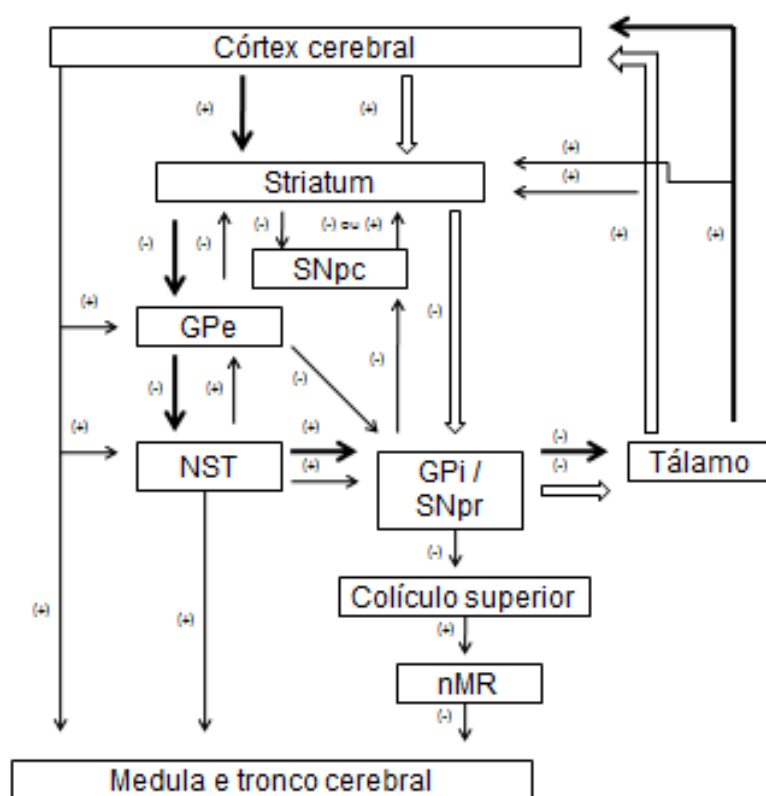 Córtex cerebral
(+)
(+)
(+)
(+)
Striatum
(-)
(-)
(-)
(-) ou (+)
(+)
(+)
SNpc
(+)
(-)
GPe
(-)
(-)
(+)
(-)
(+)
(+)
(-)
NST
(+)
(-)
GPi /
SNpr
Tálamo
(-)
Colículo superior
(+)
(+)
(+)
nMR
(-)
Medula e tronco cerebral